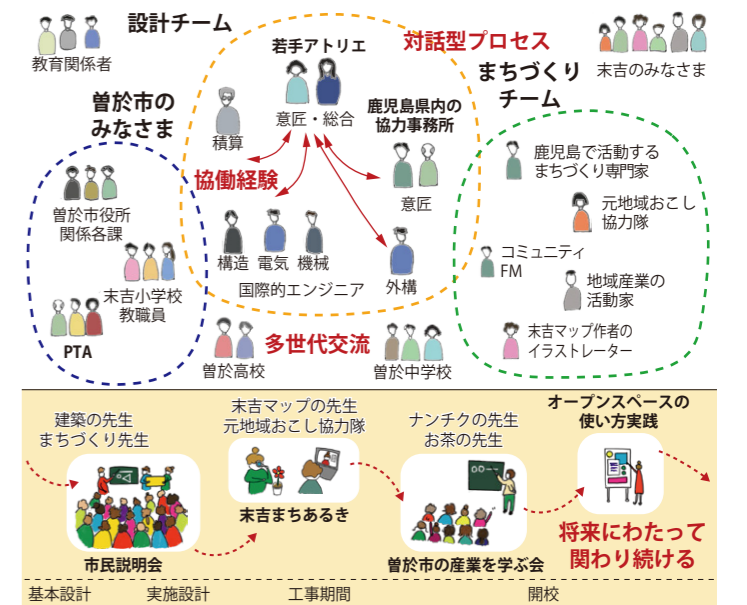 設計チーム
教育関係者
若手アトリエ
意匠・総合
対話型プロセス
まちづくり
チーム
末吉のみなさま
曽於市の
みなさま
積算
鹿児島県内の
協力事務所
意匠
協働経験
鹿児島で活動する
まちづくり専門家
元地域おこし
協力隊
曽於市役所
関係各課
構造
電気
機械
国際的エンジニア
外構
コミュニティ
FM
地域産業の
活動家
末吉小学校
教職員
PTA
末吉マップ作者の
イラストレーター
曽於高校
多世代交流
曽於中学校
建築の先生
まちづくり先生
市民説明会
末吉マップの先生
元地域おこし協力隊
末吉まちあるき
ナンチクの先生
お茶の先生
曽於市の産業を学ぶ会
オープンスペースの
使い方実践
将来にわたって
関わり続ける
基本設計
実施設計
工事期間
開校